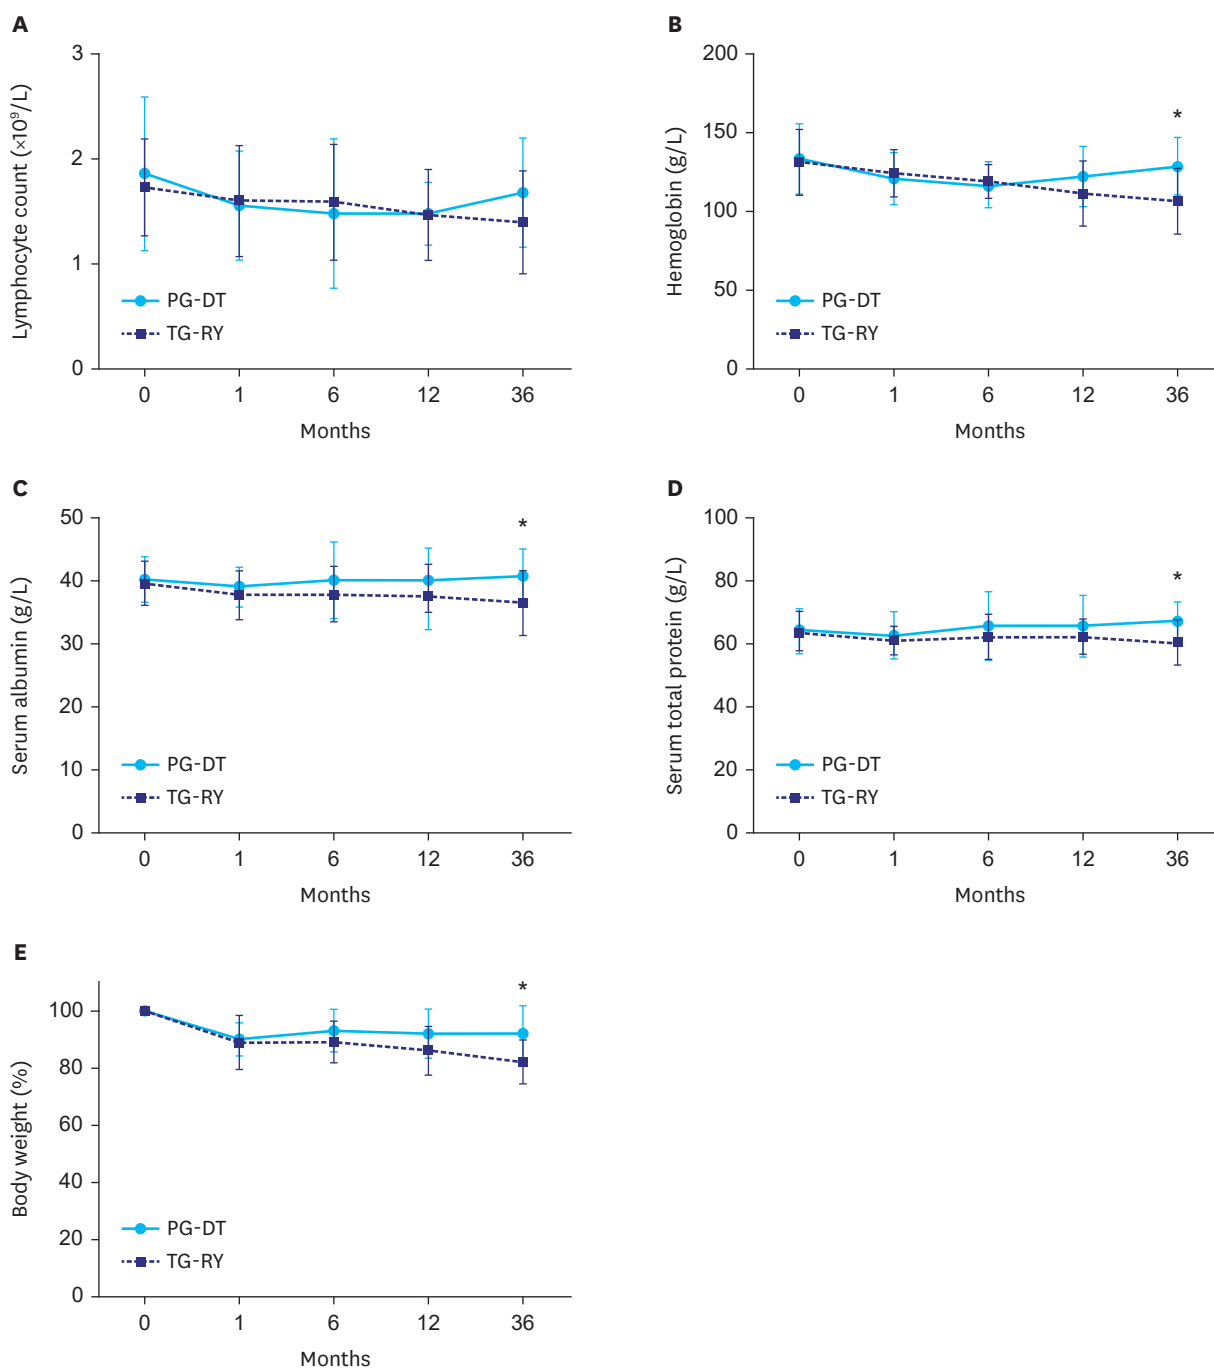 A
Lymphocyte count (×10⁹/L)
3
2
1
0
PG-DT
TG-RY
0 1 6 12 36
Months
B
Hemoglobin (g/L)
200
150
100
50
0
*
PG-DT
TG-RY
0 1 6 12 36
Months
C
Serum albumin (g/L)
50
40
30
20
10
0
*
PG-DT
TG-RY
0 1 6 12 36
Months
D
Serum total protein (g/L)
100
80
60
40
20
0
*
PG-DT
TG-RY
0 1 6 12 36
Months
E
Body weight (%)
100
80
60
40
20
0
*
PG-DT
TG-RY
0 1 6 12 36
Months